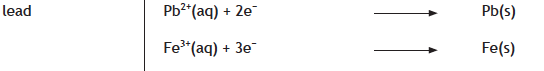 lead Pb²⁺(aq) + 2e⁻ ⟶ Pb(s)
Fe³⁺(aq) + 3e⁻ ⟶ Fe(s)